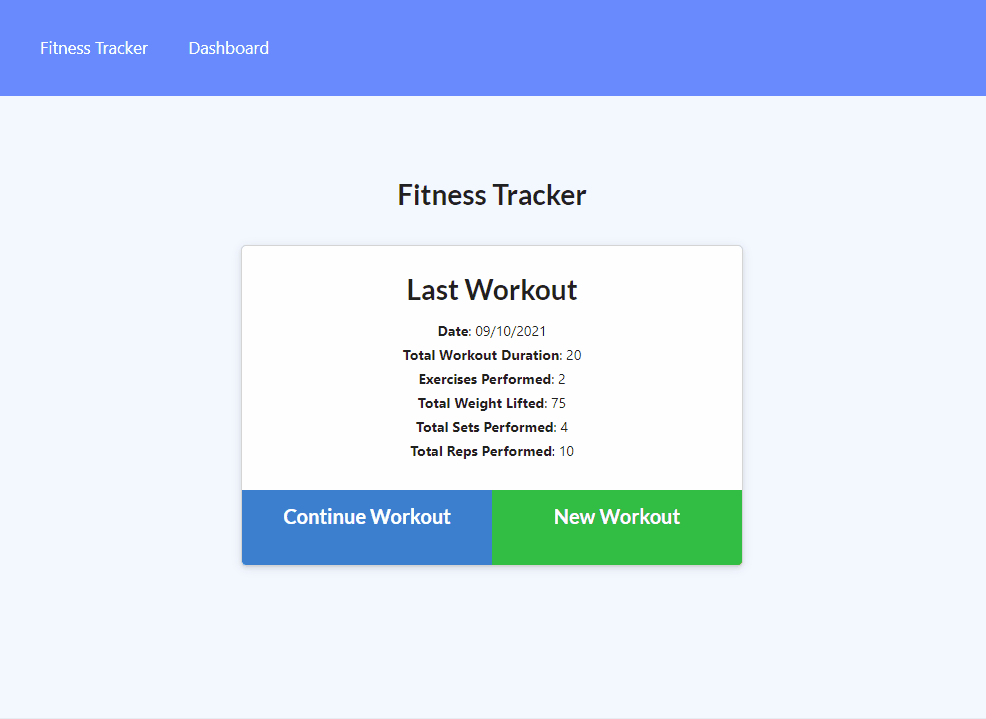 Fitness Tracker Dashboard
Fitness Tracker
Last Workout
Date: 09/10/2021
Total Workout Duration: 20
Exercises Performed: 2
Total Weight Lifted: 75
Total Sets Performed: 4
Total Reps Performed: 10
Continue Workout New Workout